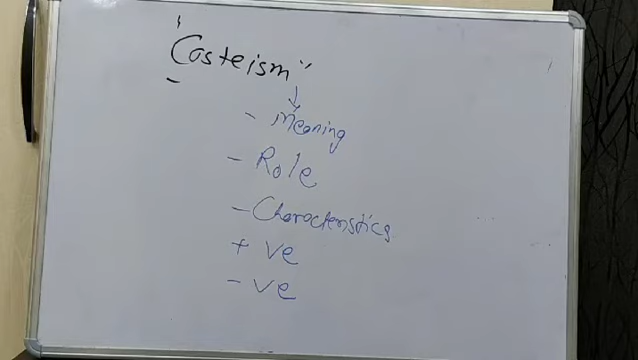 "Casteism"
- Meaning
- Role
- Characteristics
+ ve
- ve